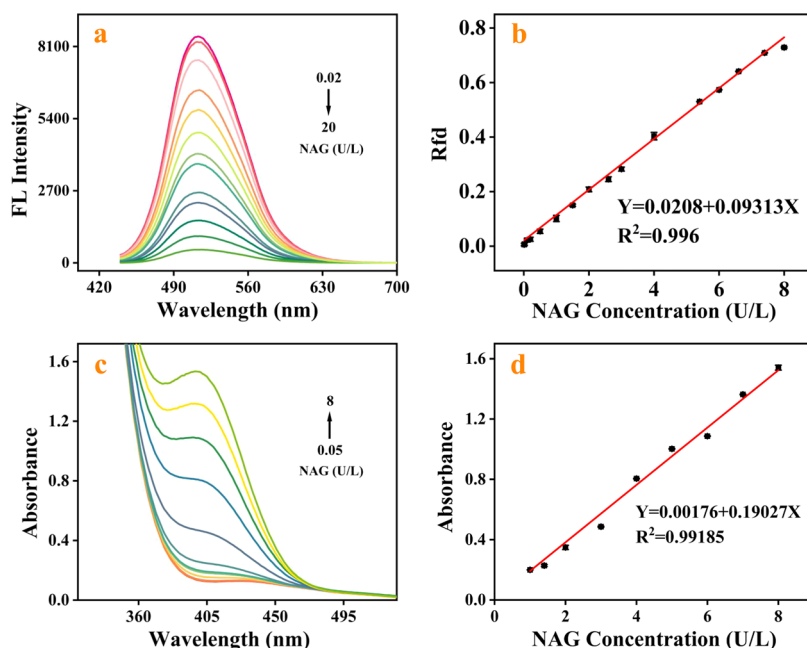 a
8100
5400
2700
0
FL Intensity
0.02
20
NAG (U/L)
420 490 560 630 700
Wavelength (nm)
b
0.8
0.6
0.4
0.2
0.0
Rfd
Y=0.0208+0.09313X
R²=0.996
0 2 4 6 8
NAG Concentration (U/L)
c
1.6
1.2
0.8
0.4
0.0
Absorbance
8
0.05
NAG (U/L)
360 405 450 495
Wavelength (nm)
d
1.6
1.2
0.8
0.4
0.0
Absorbance
Y=0.00176+0.19027X
R²=0.99185
0 2 4 6 8
NAG Concentration (U/L)